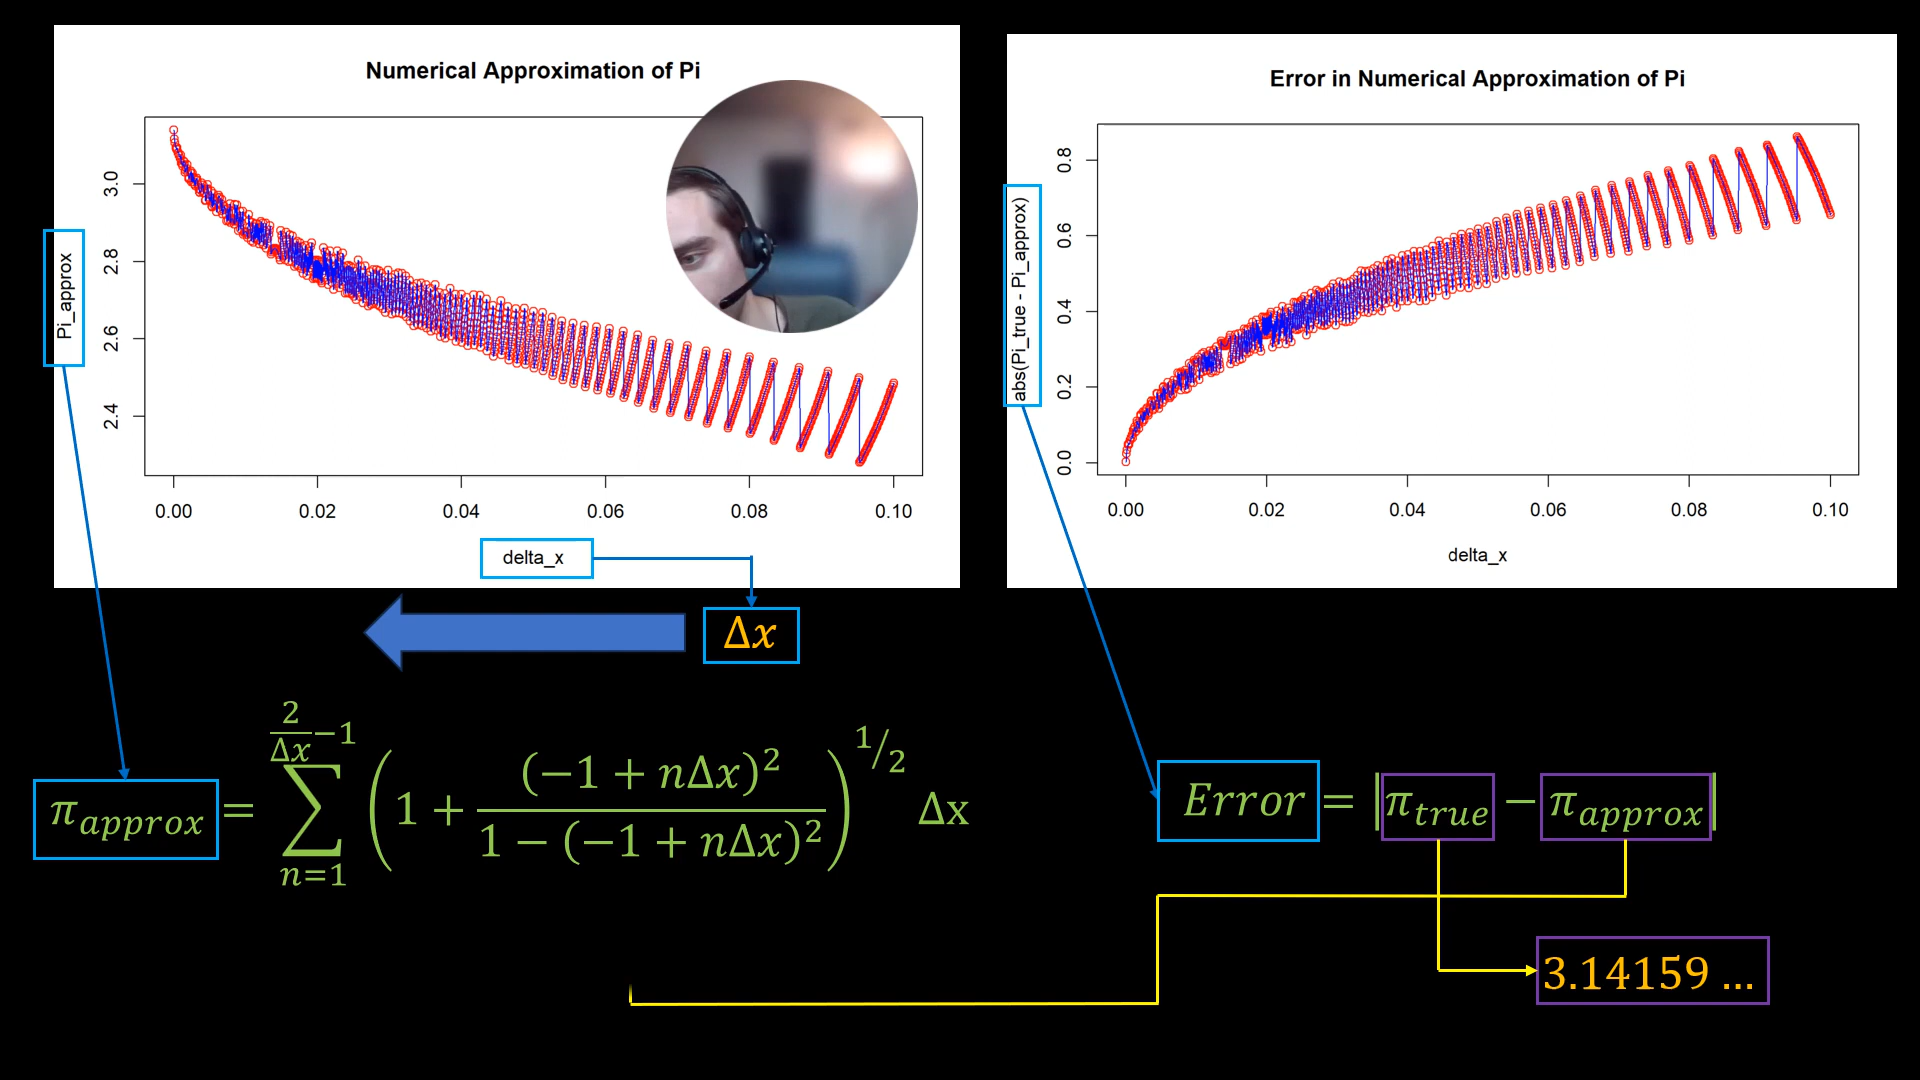 Numerical Approximation of Pi
Pi_approx
3.0
2.8
2.6
2.4
0.00 0.02 0.04 0.06 0.08 0.10
delta_x
Error in Numerical Approximation of Pi
abs(Pi_true - Pi_approx)
0.8
0.6
0.4
0.2
0.0
0.00 0.02 0.04 0.06 0.08 0.10
delta_x
Δx
π_approx = ∑_{n=1}^{2/Δx−1} (1 + (−1 + nΔx)² / (1 − (−1 + nΔx)²))^{1/2} Δx
Error = |π_true − π_approx|
3.14159 ...